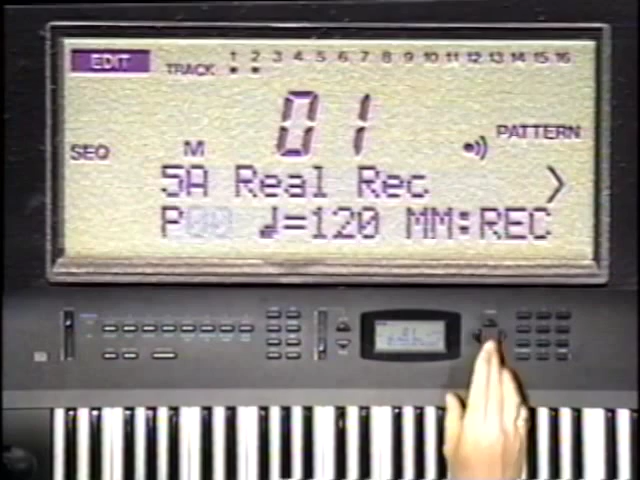 EDIT
TRACK 1 2 3 4 5 6 7 8 9 10 11 12 13 14 15 16
01
SEQ M PATTERN
5A Real Rec >
P00 ♩=120 MM:REC